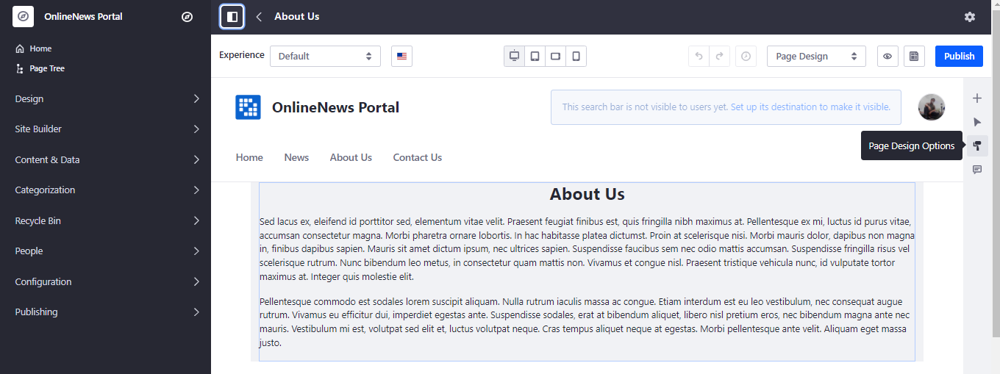 OnlineNews Portal
Home
Page Tree
Design
Site Builder
Content & Data
Categorization
Recycle Bin
People
Configuration
Publishing
About Us
Experience
Default
Page Design
Publish
OnlineNews Portal
This search bar is not visible to users yet. Set up its destination to make it visible.
Page Design Options
Home
News
About Us
Contact Us
About Us
Sed lacus ex, eleifend id porttitor sed, elementum vitae velit. Praesent feugiat finibus est, quis fringilla nibh maximus at. Pellentesque ex mi, luctus id purus vitae,
accumsan consectetur magna. Morbi pharetra ornare lobortis. In hac habitasse platea dictumst. Proin at scelerisque nisi. Morbi mauris dolor, dapibus non magna
in, finibus dapibus sapien. Mauris sit amet dictum ipsum, nec ultrices sapien. Suspendisse faucibus sem nec odio mattis accumsan. Suspendisse fringilla risus vel
scelerisque rutrum. Nunc bibendum leo metus, in consectetur quam mattis non. Vivamus et congue nisl. Praesent tristique vehicula nunc, id vulputate tortor
maximus at. Integer quis molestie elit.
Pellentesque commodo est sodales lorem suscipit aliquam. Nulla rutrum iaculis massa ac congue. Etiam interdum est eu leo vestibulum, nec consequat augue
rutrum. Vivamus eu efficitur dui, imperdiet egestas ante. Suspendisse sodales, erat at bibendum aliquet, libero nisl pretium eros, nec bibendum magna ante nec
mauris. Vestibulum mi est, volutpat sed elit et, luctus volutpat neque. Cras tempus aliquet neque at egestas. Morbi pellentesque ante velit. Aliquam eget massa
justo.